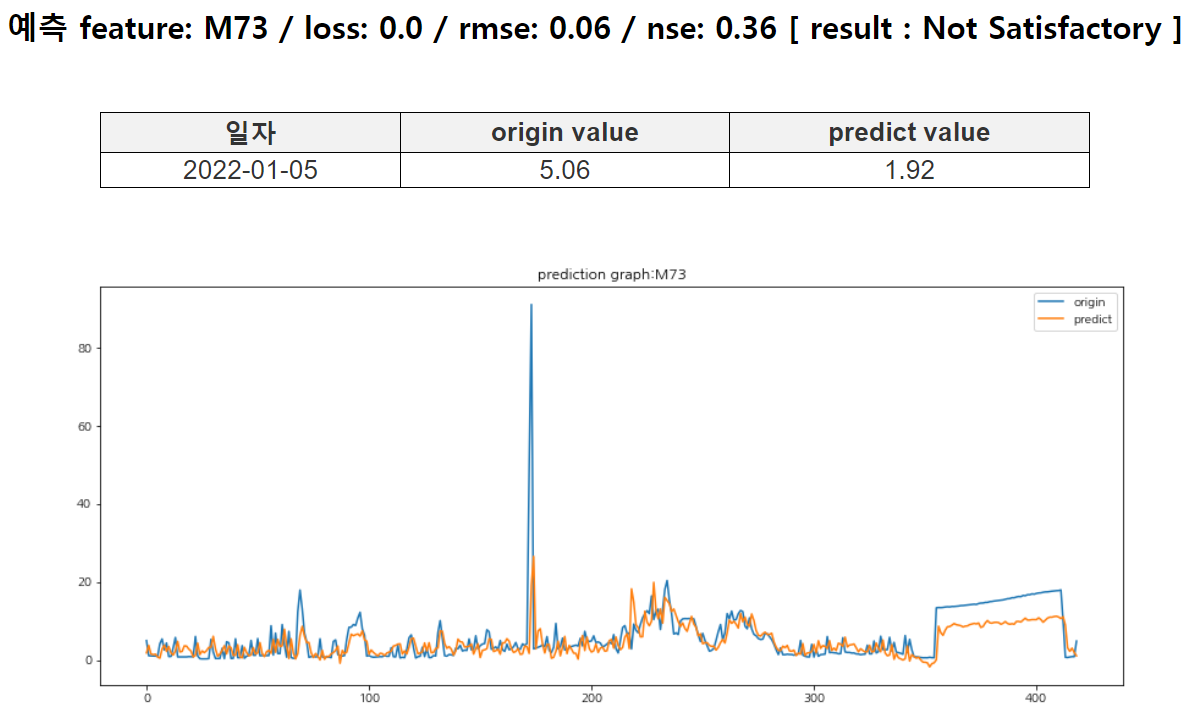 예측 feature: M73 / loss: 0.0 / rmse: 0.06 / nse: 0.36 [ result : Not Satisfactory ]
일자 origin value predict value
2022-01-05 5.06 1.92
prediction graph:M73
origin
predict
80
60
40
20
0
0 100 200 300 400